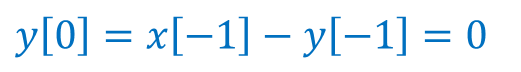 y[0] = x[−1] − y[−1] = 0